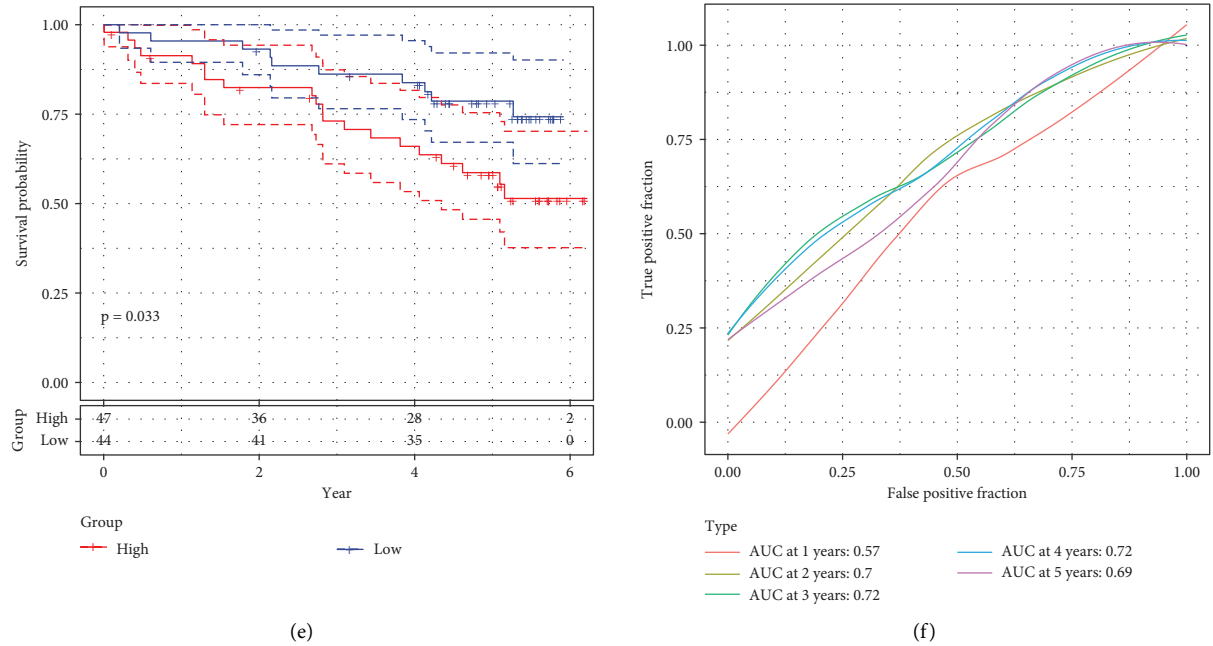 1.00
0.75
0.50
0.25
0.00
Survival probability
p = 0.033
Group
High 47 36 28 2
Low 44 41 35 0
0 2 4 6
Year
Group
High Low
(e)
1.00
0.75
0.50
0.25
0.00
True positive fraction
0.00 0.25 0.50 0.75 1.00
False positive fraction
Type
AUC at 1 years: 0.57
AUC at 2 years: 0.7
AUC at 3 years: 0.72
AUC at 4 years: 0.72
AUC at 5 years: 0.69
(f)